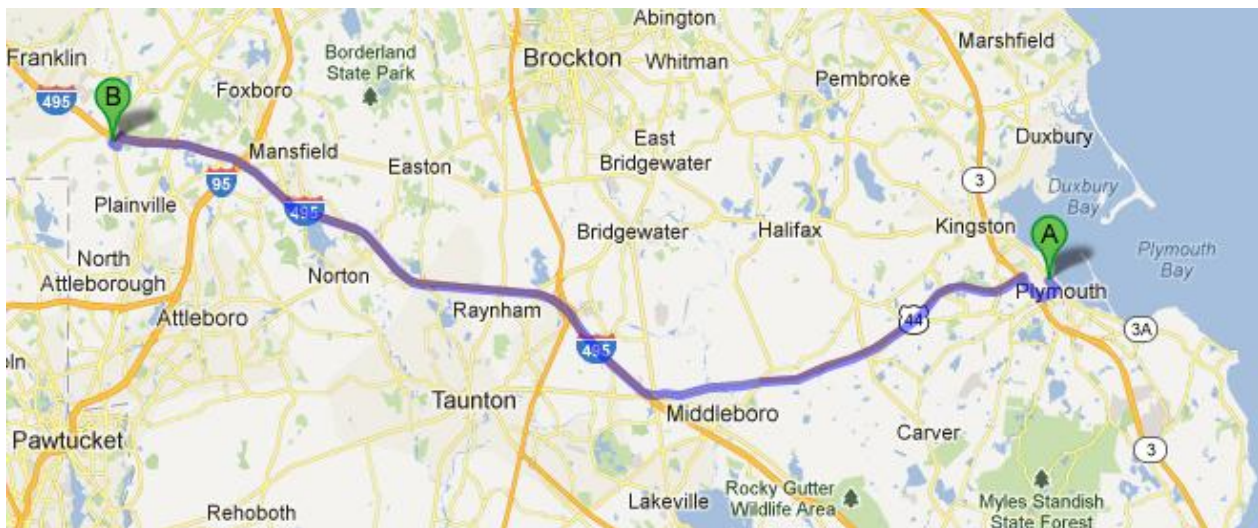 Abington
Franklin
Borderland
State Park
Brockton
Whitman
Marshfield
Foxboro
Pembroke
495
B
East
Bridgewater
Duxbury
Mansfield
Easton
95
3
Duxbury
Bay
Plainville
495
Bridgewater
Halifax
Kingston
A
Plymouth
Bay
North
Attleborough
Norton
Raynham
Plymouth
Attleboro
44
3A
495
Taunton
Middleboro
Pawtucket
Carver
3
Rehoboth
Lakeville
Rocky Gutter
Wildlife Area
Myles Standish
State Forest